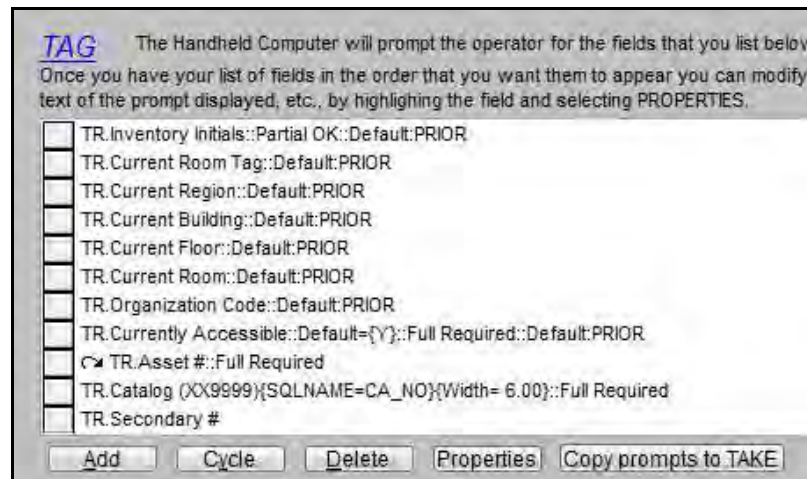 TAG The Handheld Computer will prompt the operator for the fields that you list below
Once you have your list of fields in the order that you want them to appear you can modify
text of the prompt displayed, etc., by highlighing the field and selecting PROPERTIES.
TR.Inventory Initials::Partial OK::Default:PRIOR
TR.Current Room Tag::Default:PRIOR
TR.Current Region::Default:PRIOR
TR.Current Building::Default:PRIOR
TR.Current Floor::Default:PRIOR
TR.Current Room::Default:PRIOR
TR.Organization Code::Default:PRIOR
TR.Currently Accessible::Default={Y}::Full Required::Default:PRIOR
TR.Asset #::Full Required
TR.Catalog (XX9999){SQLNAME=CA_NO}{Width= 6.00}::Full Required
TR.Secondary #
Add Cycle Delete Properties Copy prompts to TAKE